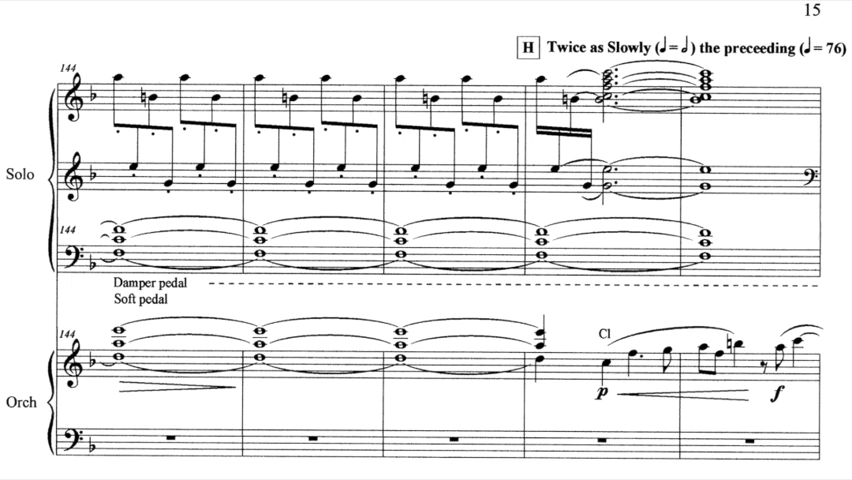 15
H Twice as Slowly (♩= 𝅗𝅥) the preceeding (♩= 76)
144
Solo
144
Damper pedal
Soft pedal
144
Cl
Orch
p
f